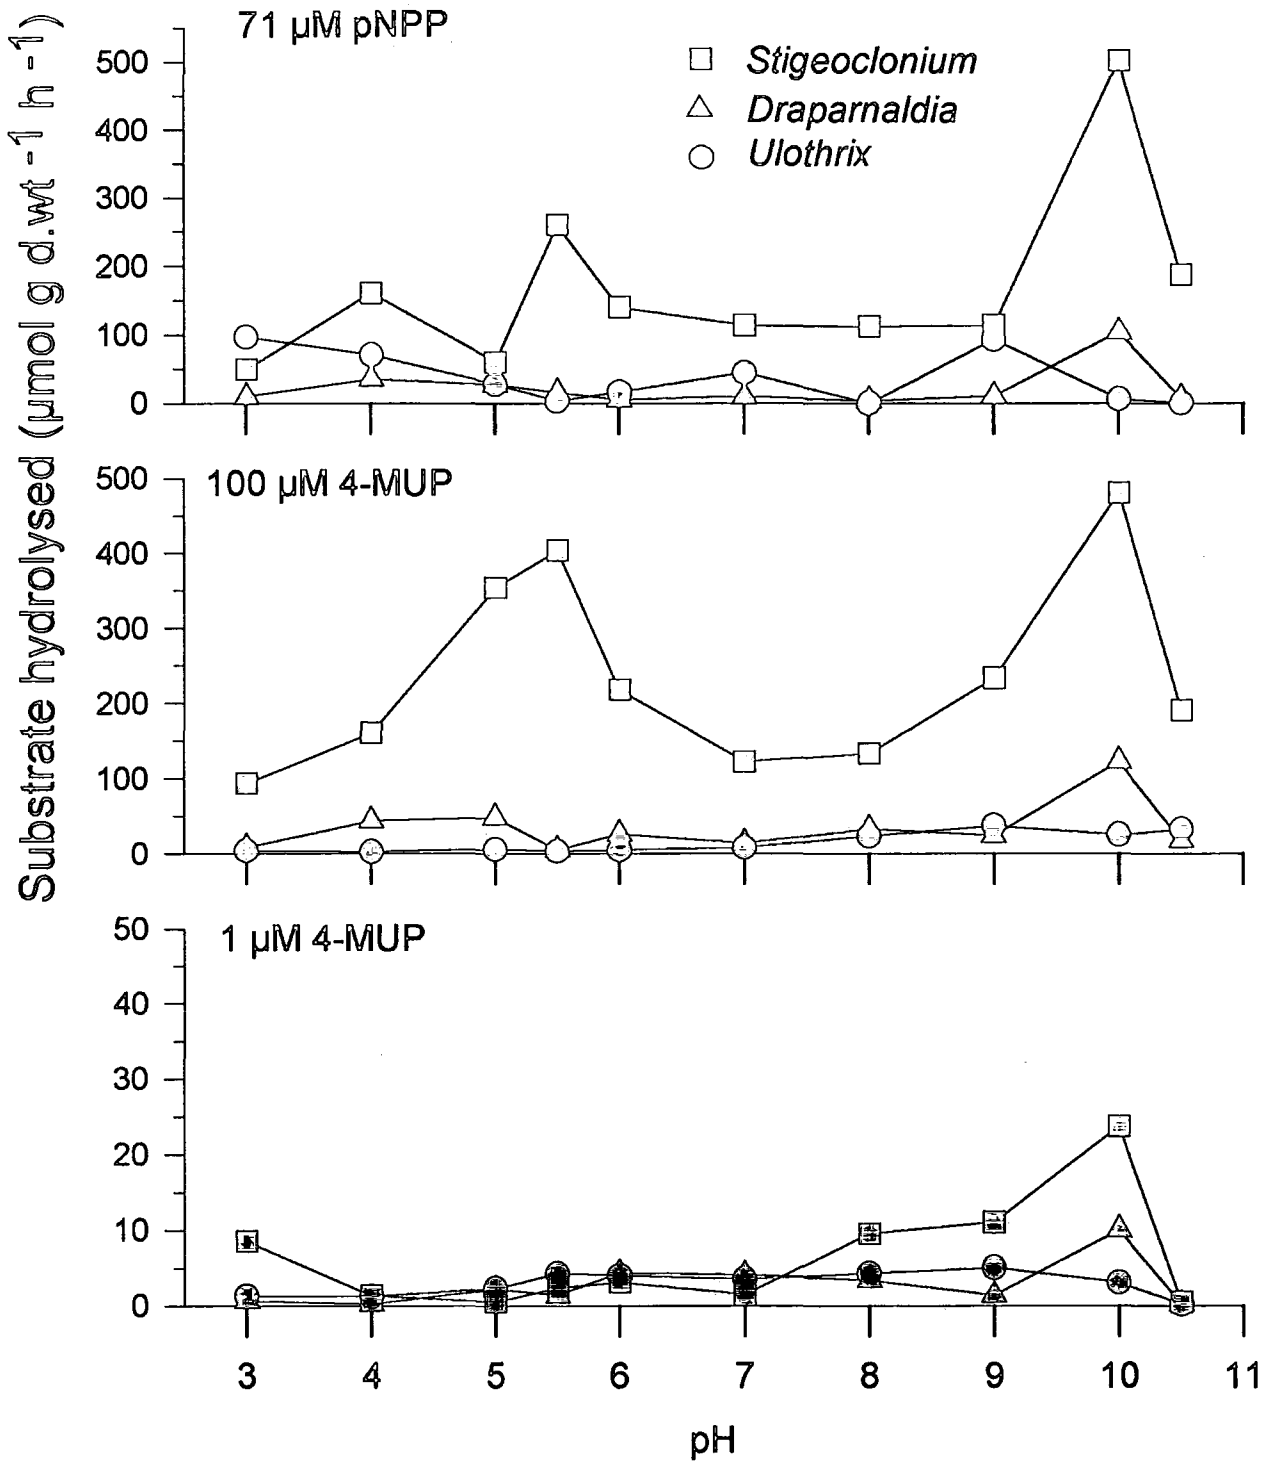 71 µM pNPP
Stigeoclonium
Draparnaldia
Ulothrix
500
400
300
200
100
0
100 µM 4-MUP
500
400
300
200
100
0
1 µM 4-MUP
50
40
30
20
10
0
3 4 5 6 7 8 9 10 11
pH
Substrate hydrolysed (µmol g d.wt -1 h -1)